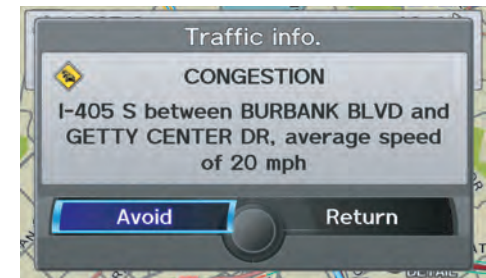 Traffic info.
CONGESTION
I-405 S between BURBANK BLVD and
GETTY CENTER DR, average speed
of 20 mph
Avoid
Return